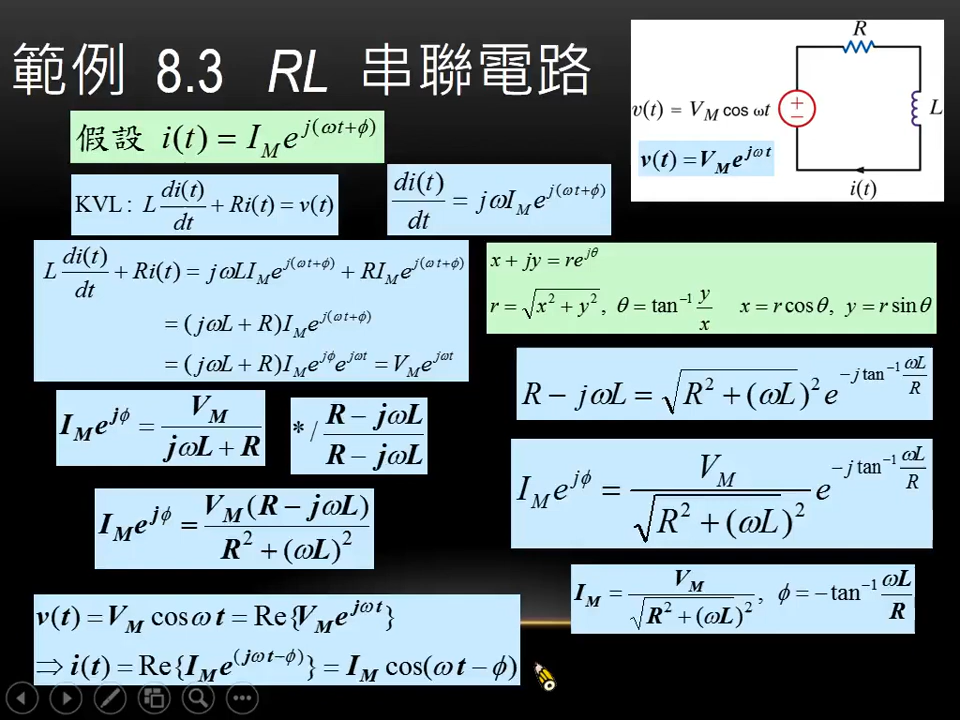 範例 8.3 RL 串聯電路
R
L
v(t) = V_M cos ωt
+
−
v(t) = V_M e^{jωt}
i(t)
假設 i(t) = I_M e^{j(ωt+ϕ)}
KVL: L di(t)/dt + Ri(t) = v(t)
di(t)/dt = jωI_M e^{j(ωt+ϕ)}
L di(t)/dt + Ri(t) = jωLI_M e^{j(ωt+ϕ)} + RI_M e^{j(ωt+ϕ)}
= (jωL + R)I_M e^{j(ωt+ϕ)}
= (jωL + R)I_M e^{jϕ} e^{jωt} = V_M e^{jωt}
x + jy = re^{jθ}
r = √(x² + y²), θ = tan⁻¹ y/x x = r cosθ, y = r sinθ
R − jωL = √(R² + (ωL)²) e^{−j tan⁻¹ ωL/R}
I_M e^{jϕ} = V_M / (jωL + R)
* / (R − jωL) / (R − jωL)
I_M e^{jϕ} = V_M / √(R² + (ωL)²) e^{−j tan⁻¹ ωL/R}
I_M e^{jϕ} = V_M (R − jωL) / (R² + (ωL)²)
I_M = V_M / √(R² + (ωL)²), ϕ = −tan⁻¹ ωL/R
v(t) = V_M cos ωt = Re{V_M e^{jωt}}
⇒ i(t) = Re{I_M e^{(jωt−ϕ)}} = I_M cos(ωt − ϕ)